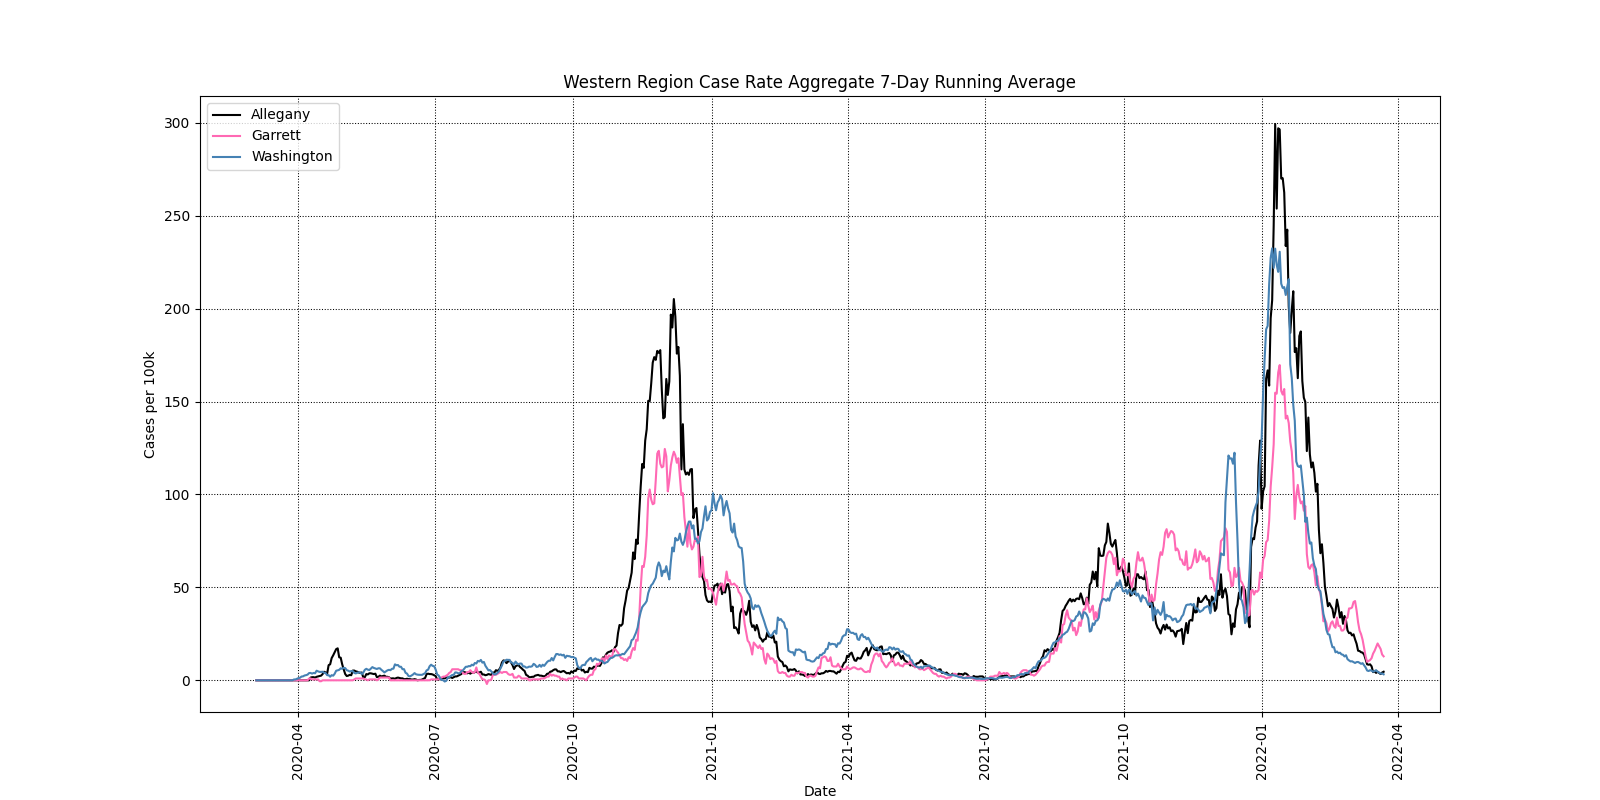 Western Region Case Rate Aggregate 7-Day Running Average
Allegany
Garrett
Washington
300
250
200
150
100
50
0
Cases per 100k
2020-04
2020-07
2020-10
2021-01
2021-04
2021-07
2021-10
2022-01
2022-04
Date